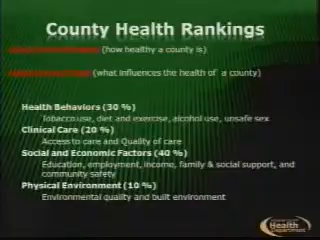 County Health Rankings
(how healthy a county is)
(what influences the health of a county)
Health Behaviors (30 %)
Tobacco use, diet and exercise, alcohol use, unsafe sex
Clinical Care (20 %)
Access to care and Quality of care
Social and Economic Factors (40 %)
Education, employment, income, family & social support, and
community safety
Physical Environment (10 %)
Environmental quality and built environment
Health
Department